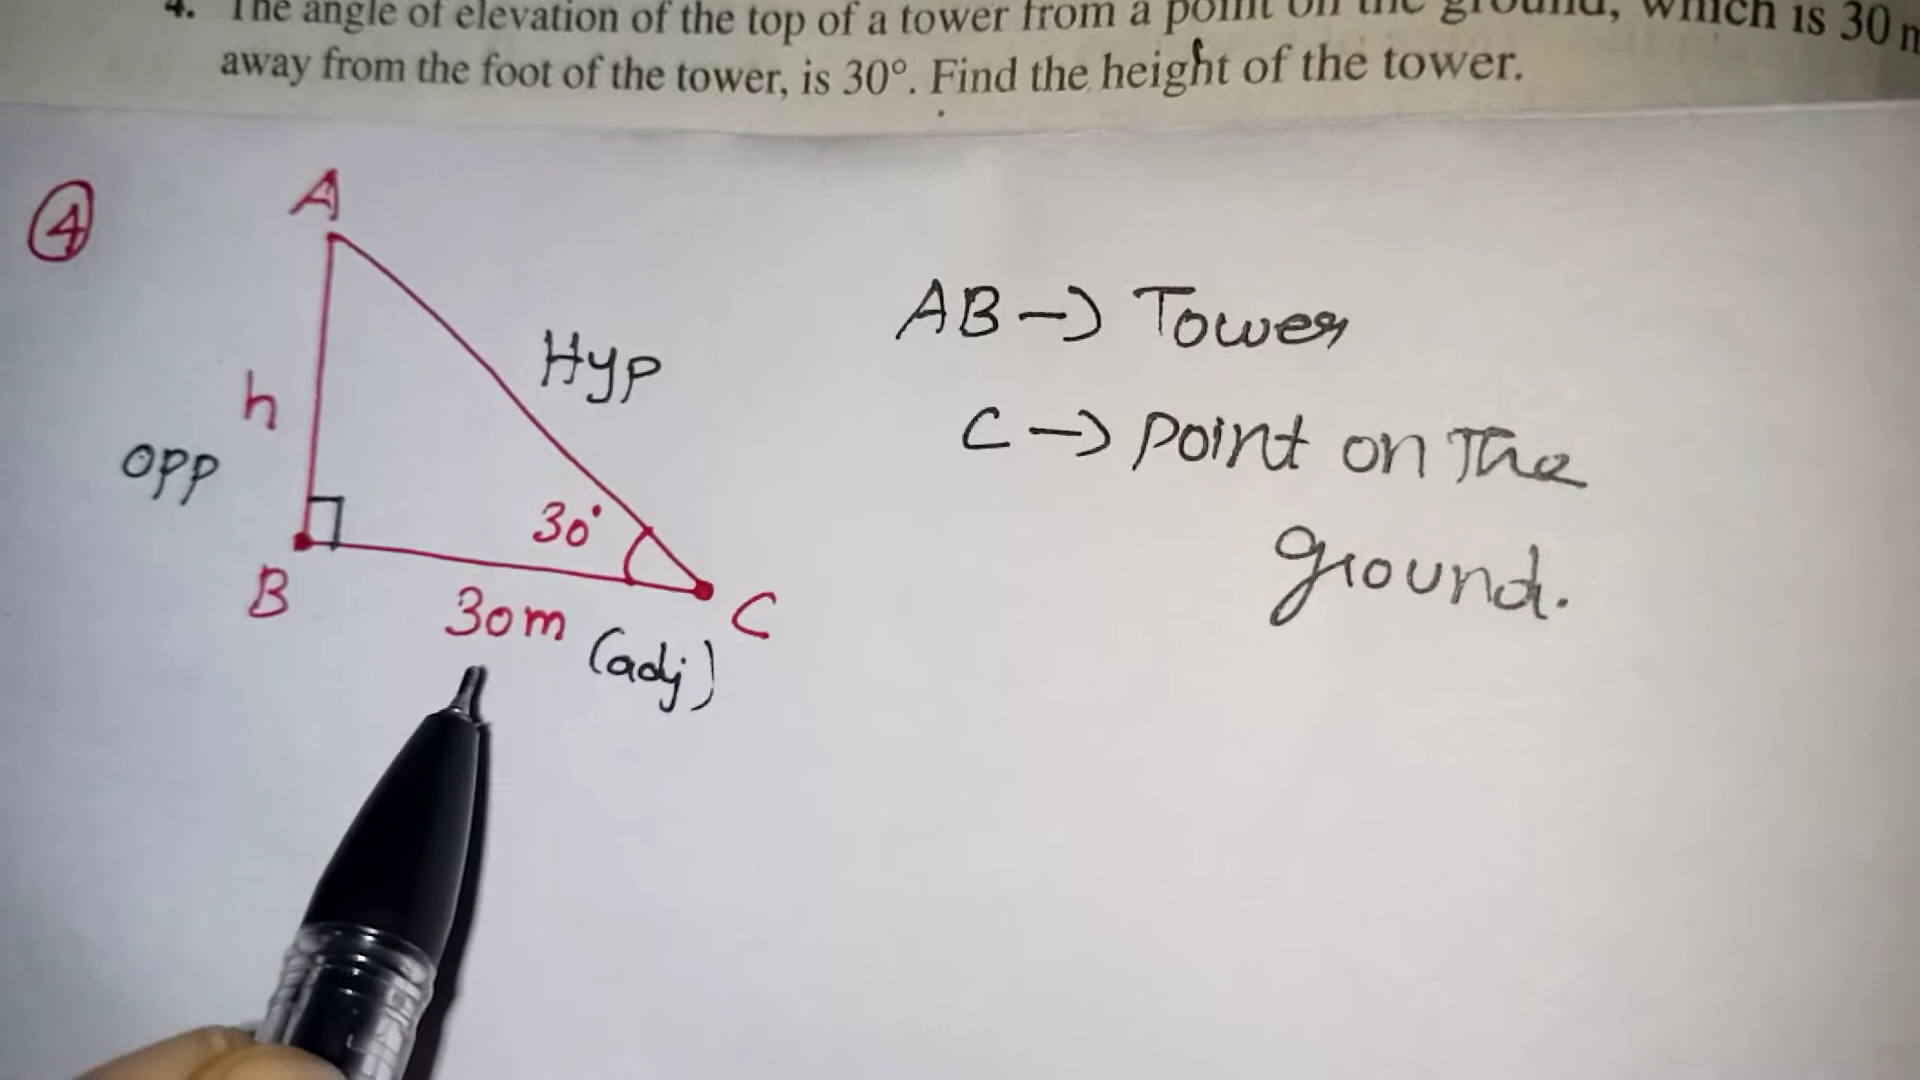 4. The angle of elevation of the top of a tower from a point on the ground, which is 30 m
away from the foot of the tower, is 30°. Find the height of the tower.
4
A
Hyp
h
opp
30°
B
30m
C
(adj)
AB → Tower
C → point on The
ground.